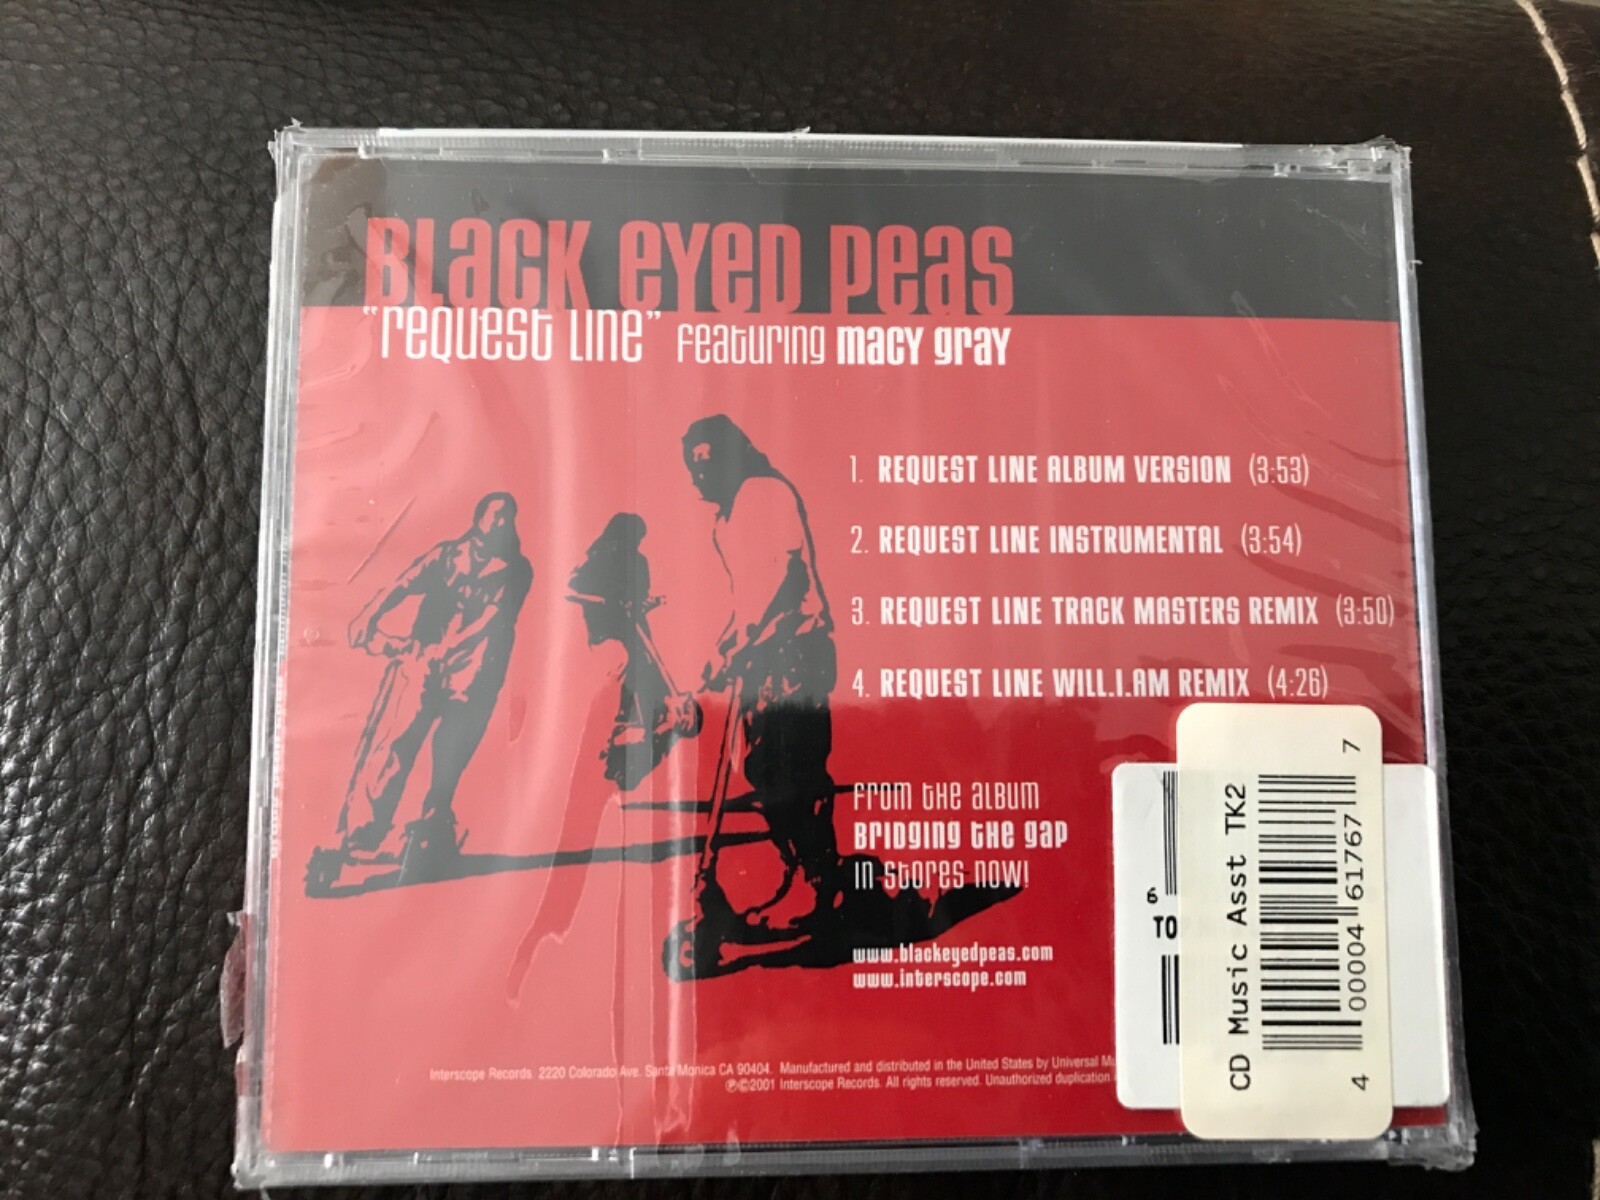 BLACK EYED PEAS
"REQUEST LINE" FEATURING MACY GRAY
1. REQUEST LINE ALBUM VERSION (3:53)
2. REQUEST LINE INSTRUMENTAL (3:54)
3. REQUEST LINE TRACK MASTERS REMIX (3:50)
4. REQUEST LINE WILL.I.AM REMIX (4:26)
FROM THE ALBUM
BRIDGING THE GAP
IN STORES NOW!
www.blackeyedpeas.com
www.interscope.com
Interscope Records 2220 Colorado Ave. Santa Monica CA 90404. Manufactured and distributed in the United States by Universal
℗©2001 Interscope Records. All rights reserved. Unauthorized duplication
6
CD Music Asst TK2
4 00004 61767 7